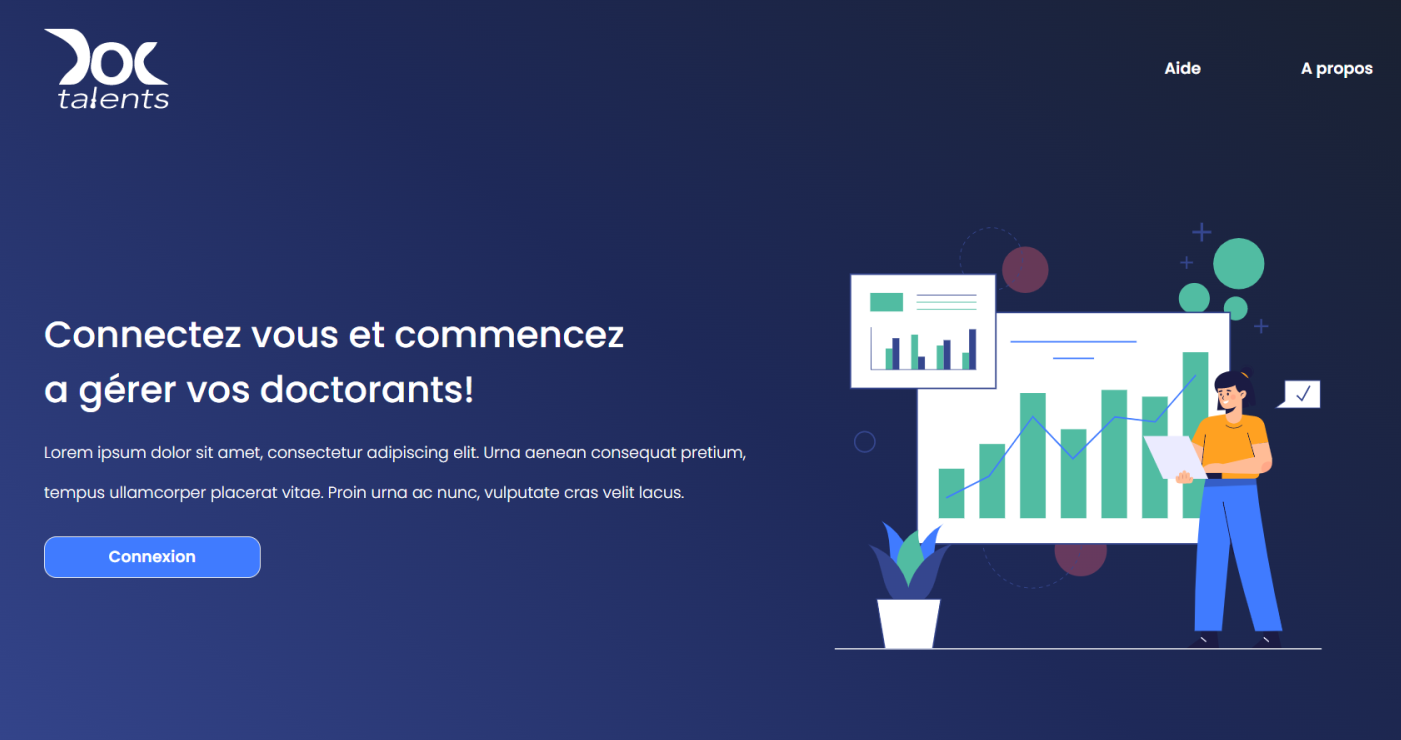 Doc
talents
Aide
A propos
Connectez vous et commencez
a gérer vos doctorants!
Lorem ipsum dolor sit amet, consectetur adipiscing elit. Urna aenean consequat pretium,
tempus ullamcorper placerat vitae. Proin urna ac nunc, vulputate cras velit lacus.
Connexion